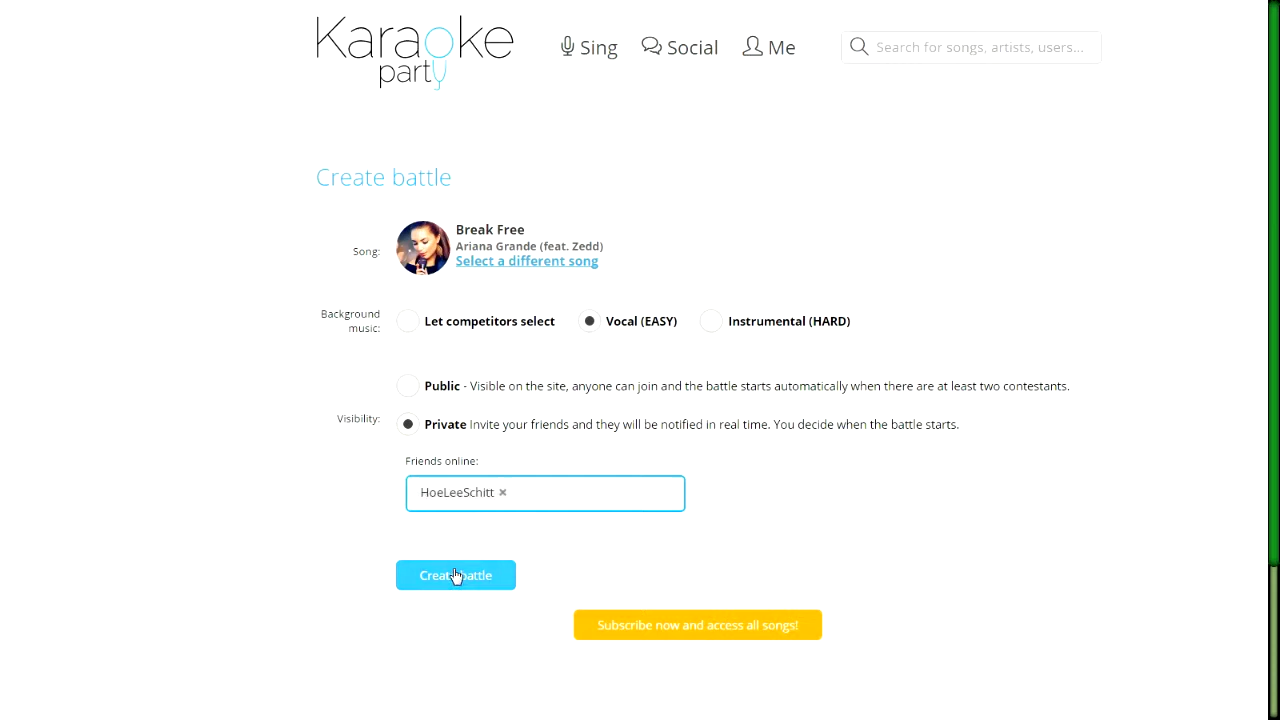 Karaoke
party
Sing
Social
Me
Search for songs, artists, users...
Create battle
Song:
Break Free
Ariana Grande (feat. Zedd)
Select a different song
Background
music:
Let competitors select
Vocal (EASY)
Instrumental (HARD)
Visibility:
Public - Visible on the site, anyone can join and the battle starts automatically when there are at least two contestants.
Private Invite your friends and they will be notified in real time. You decide when the battle starts.
Friends online:
HoeLeeSchitt ×
Create battle
Subscribe now and access all songs!